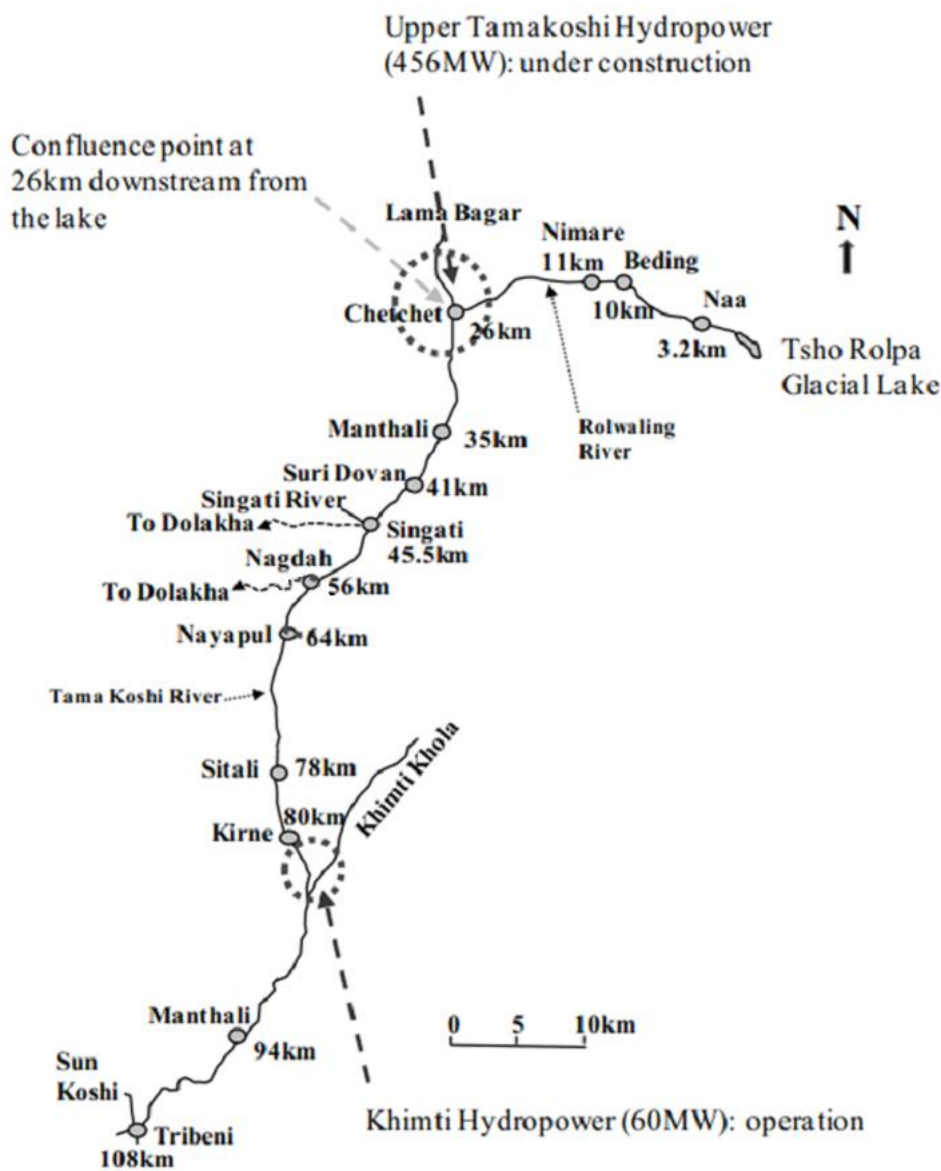 Upper Tamakoshi Hydropower
(456MW): under construction
Confluence point at
26km downstream from
the lake
Lama Bagar
N
Nimare
11km
Beding
10km
Naa
3.2km
Chetchet
26km
Tsho Rolpa
Glacial Lake
Rolwaling
River
Manthali
35km
Suri Dovan
41km
Singati River
To Dolakha
Singati
45.5km
Nagdah
56km
To Dolakha
Nayapul
64km
Tama Koshi River
Sitali
78km
Khimti Khola
80km
Kirne
Manthali
94km
0 5 10km
Sun
Koshi
Tribeni
108km
Khimti Hydropower (60MW): operation